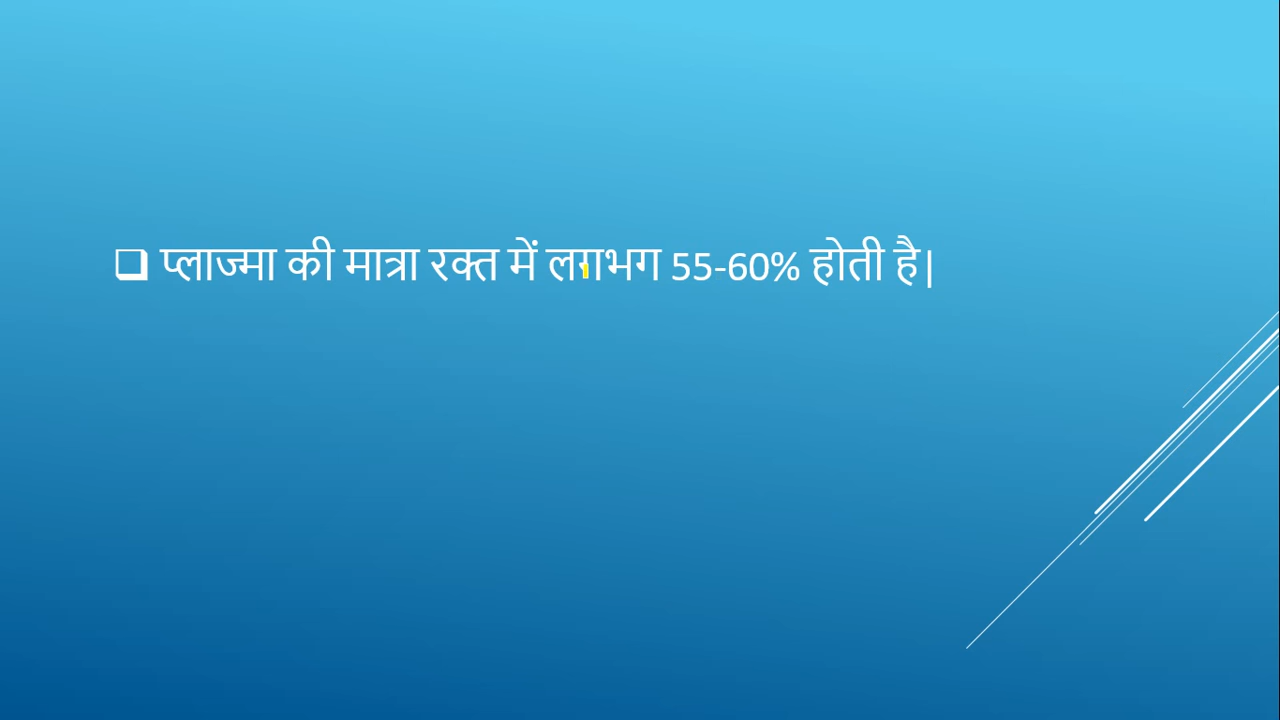 ❑ प्लाज्मा की मात्रा रक्त में लगभग 55-60% होती है|